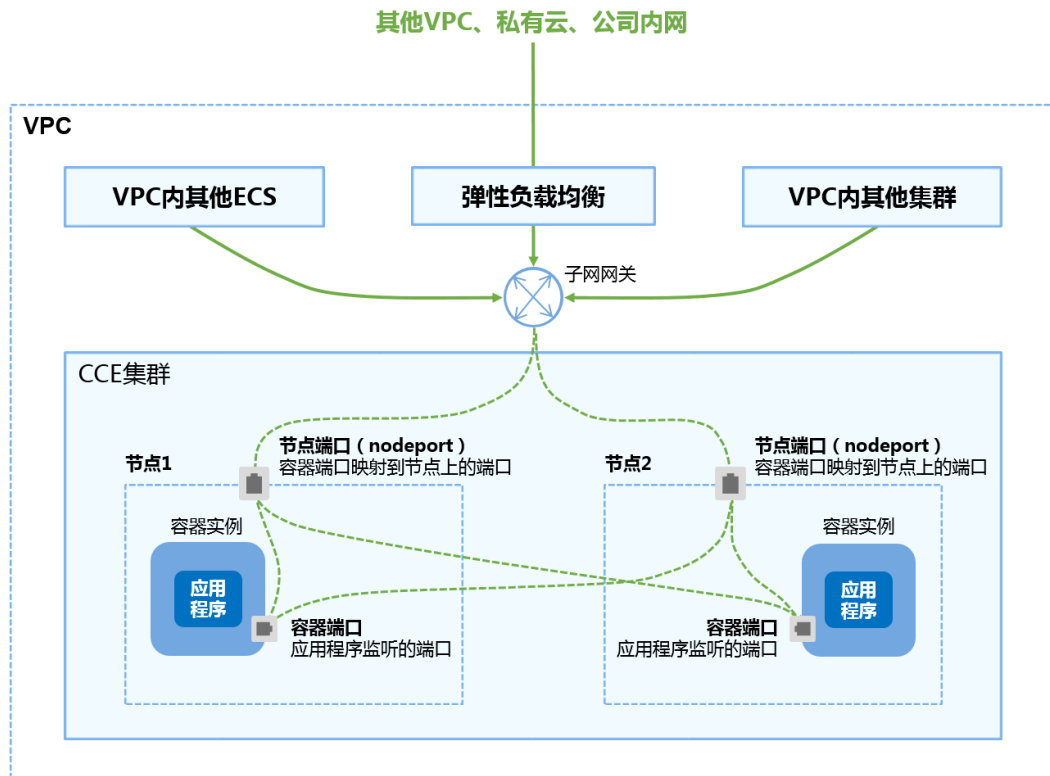 其他VPC、私有云、公司内网
VPC
VPC内其他ECS
弹性负载均衡
VPC内其他集群
子网网关
CCE集群
节点1
节点端口（nodeport）
容器端口映射到节点上的端口
节点2
节点端口（nodeport）
容器端口映射到节点上的端口
容器实例
应用
程序
容器端口
应用程序监听的端口
容器实例
应用
程序
容器端口
应用程序监听的端口